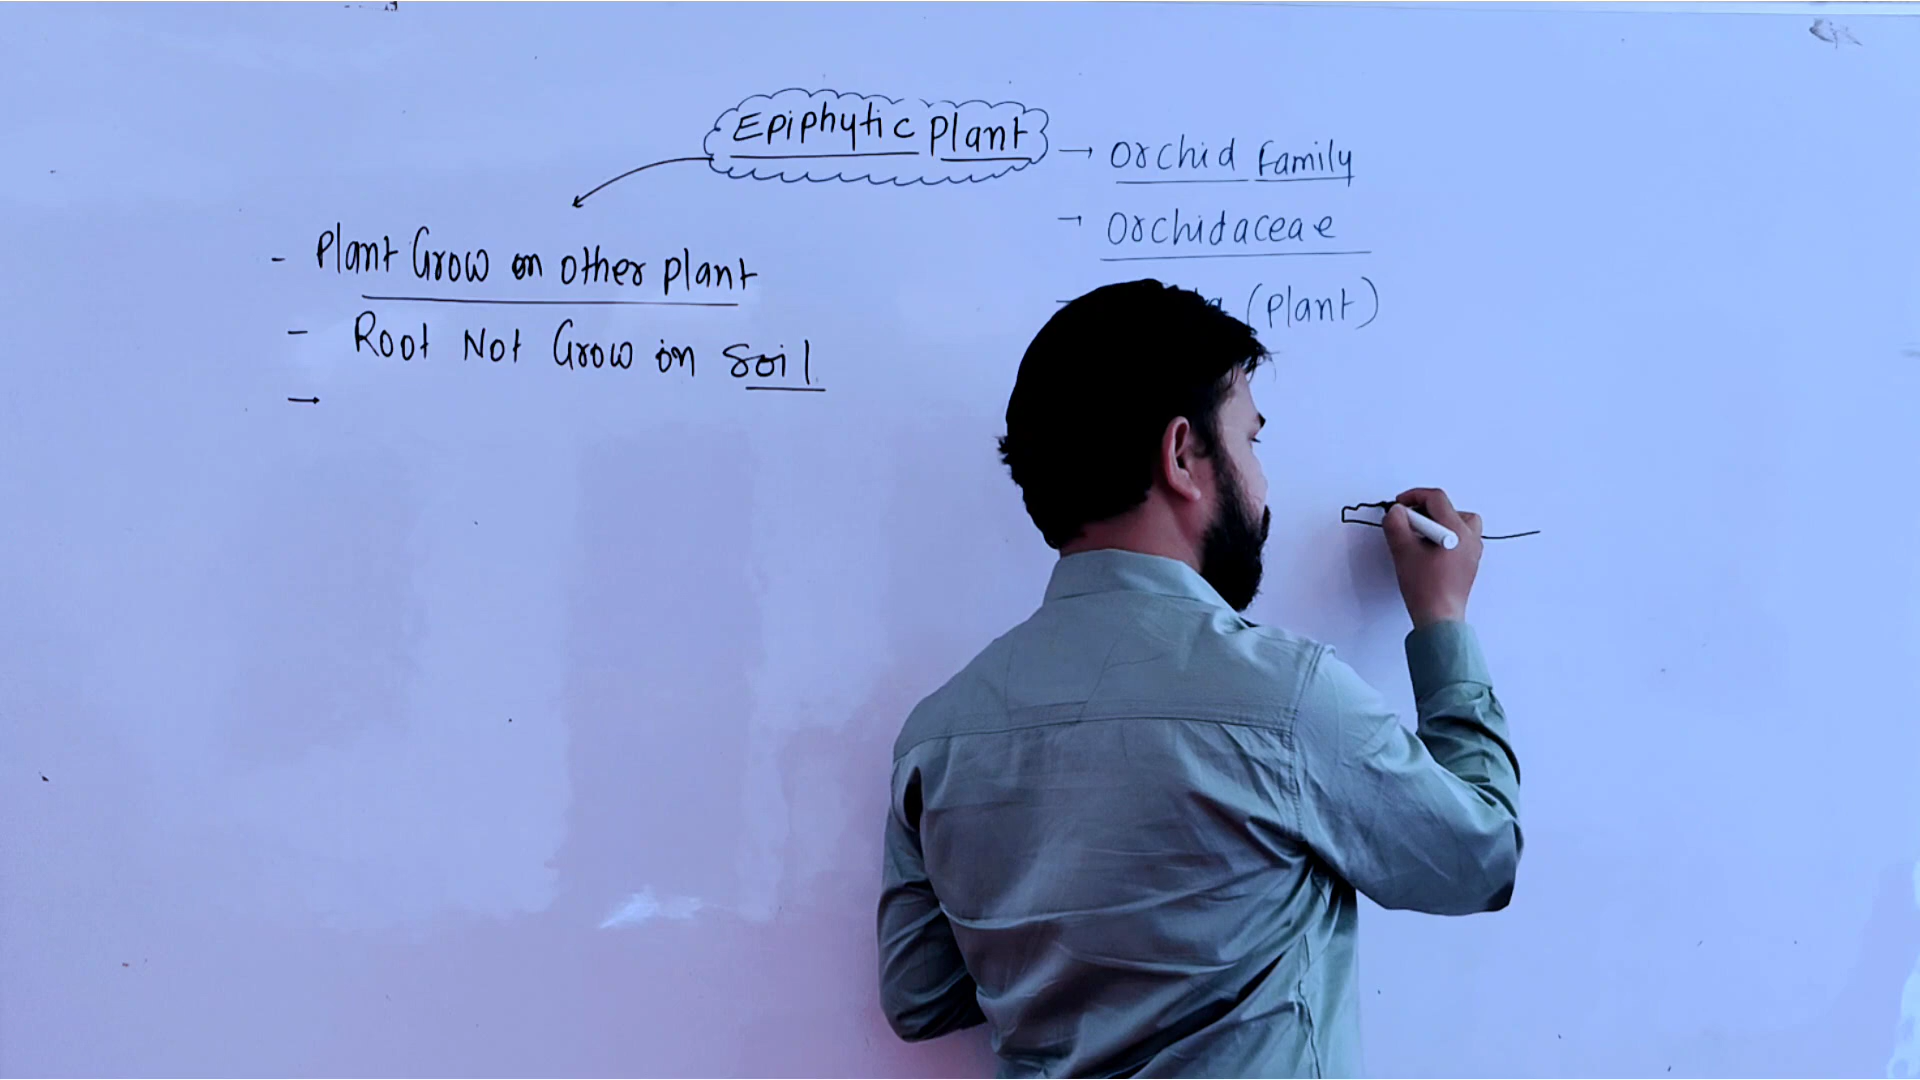 Epiphytic Plant
→ Orchid Family
→ Orchidaceae
(Plant)
- Plant Grow on other plant
- Root Not Grow in Soil
→